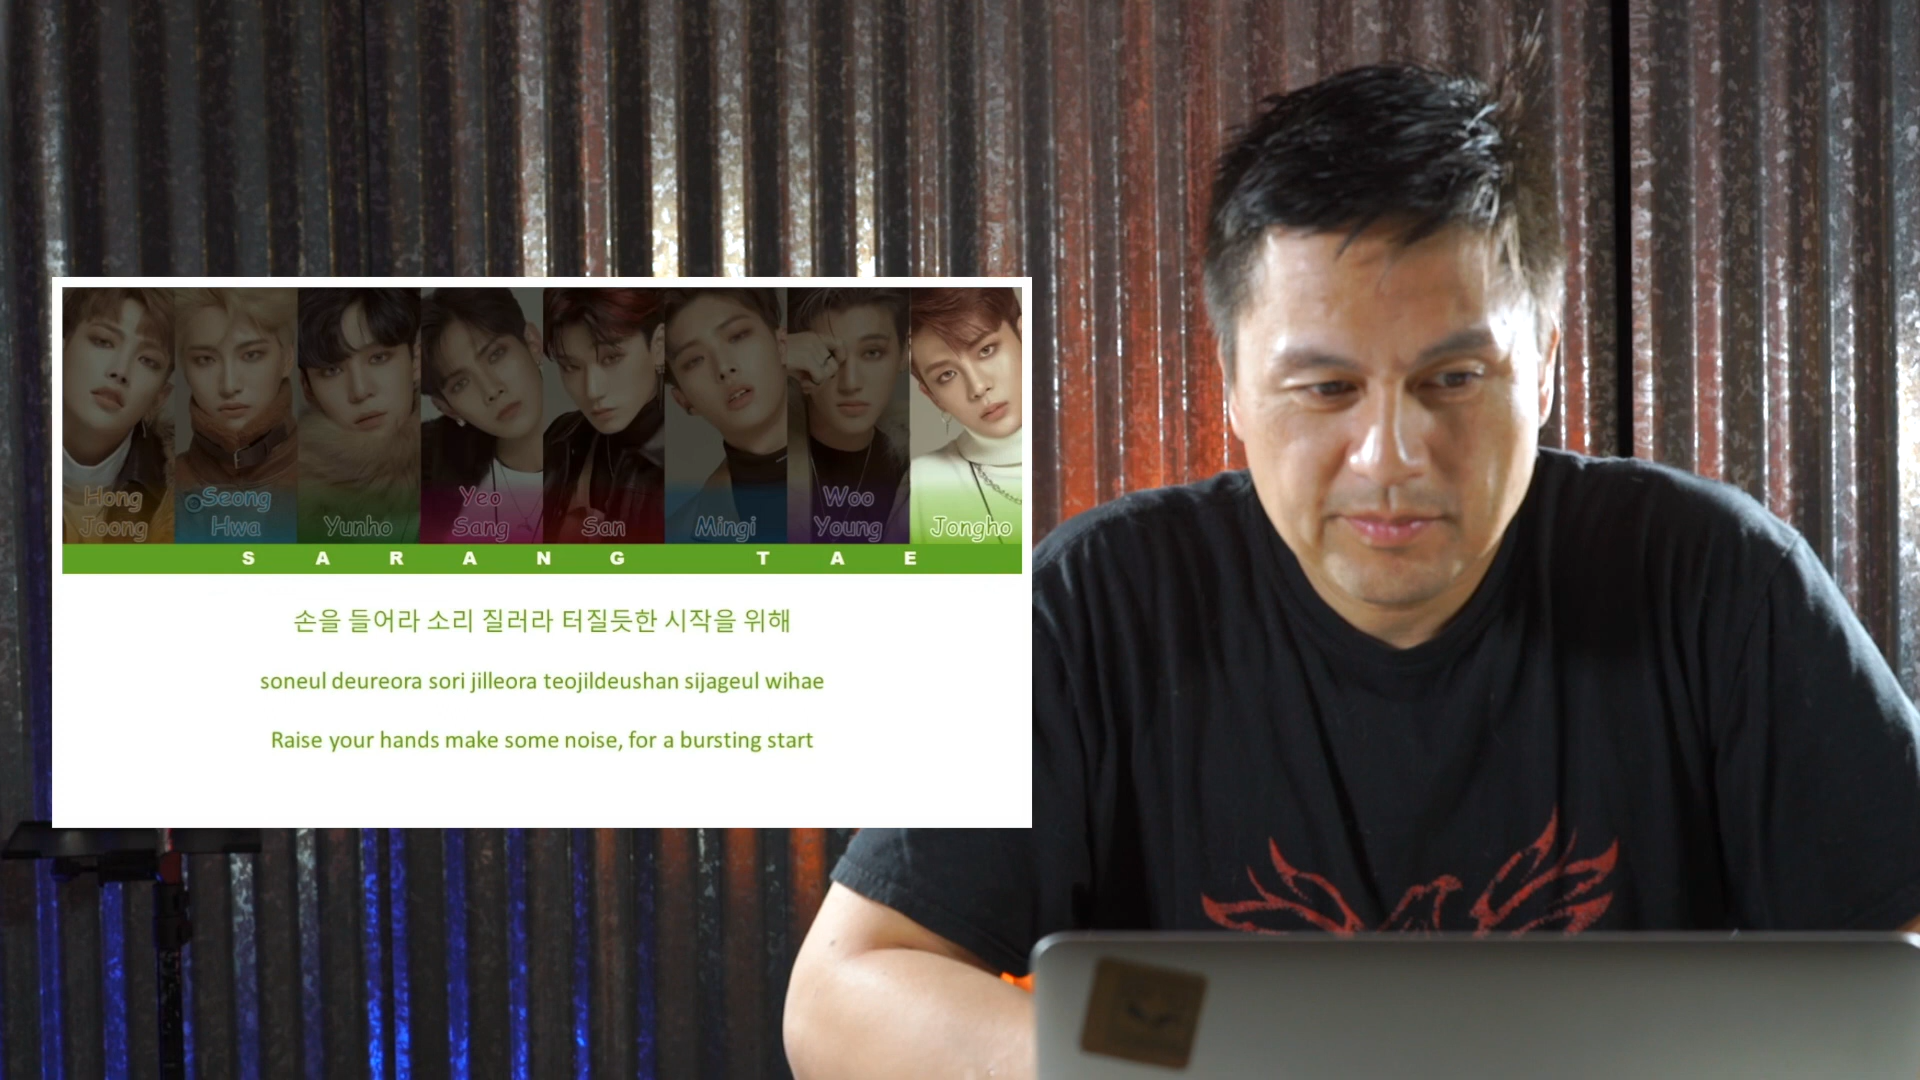 Hong Joong
Seong Hwa
Yunho
Yeo Sang
San
Mingi
Woo Young
Jongho
SARANG TAE
손을 들어라 소리 질러라 터질듯한 시작을 위해
soneul deureora sori jilleora teojildeushan sijageul wihae
Raise your hands make some noise, for a bursting start